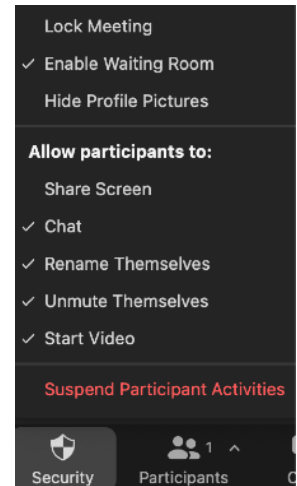 Lock Meeting
✓ Enable Waiting Room
Hide Profile Pictures
Allow participants to:
Share Screen
✓ Chat
✓ Rename Themselves
✓ Unmute Themselves
✓ Start Video
Suspend Participant Activities
1
Security Participants